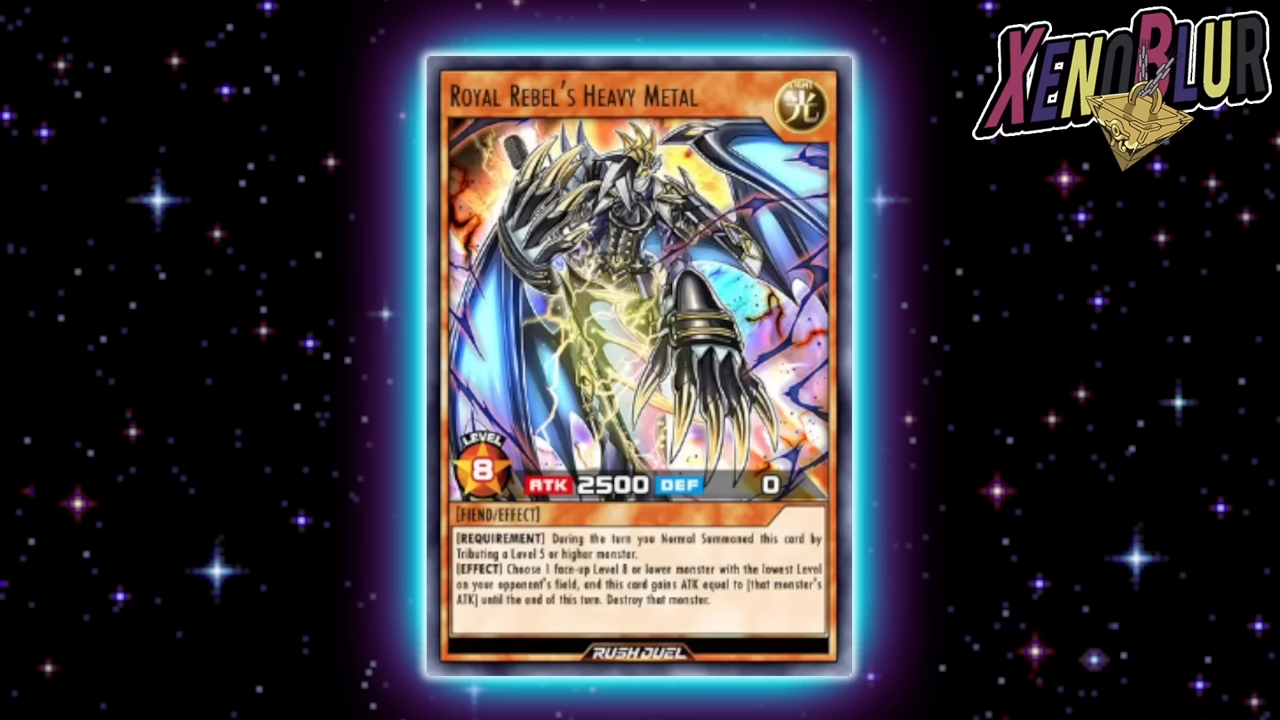 XENOBLUR
ROYAL REBEL'S HEAVY METAL
LIGHT
光
LEVEL
8
ATK 2500 DEF 0
[FIEND/EFFECT]
[REQUIREMENT] During the turn you Normal Summoned this card by
Tributing a Level 5 or higher monster.
[EFFECT] Choose 1 face-up Level 8 or lower monster with the lowest Level
on your opponent's field, and this card gains ATK equal to [that monster's
ATK] until the end of this turn. Destroy that monster.
RUSH DUEL